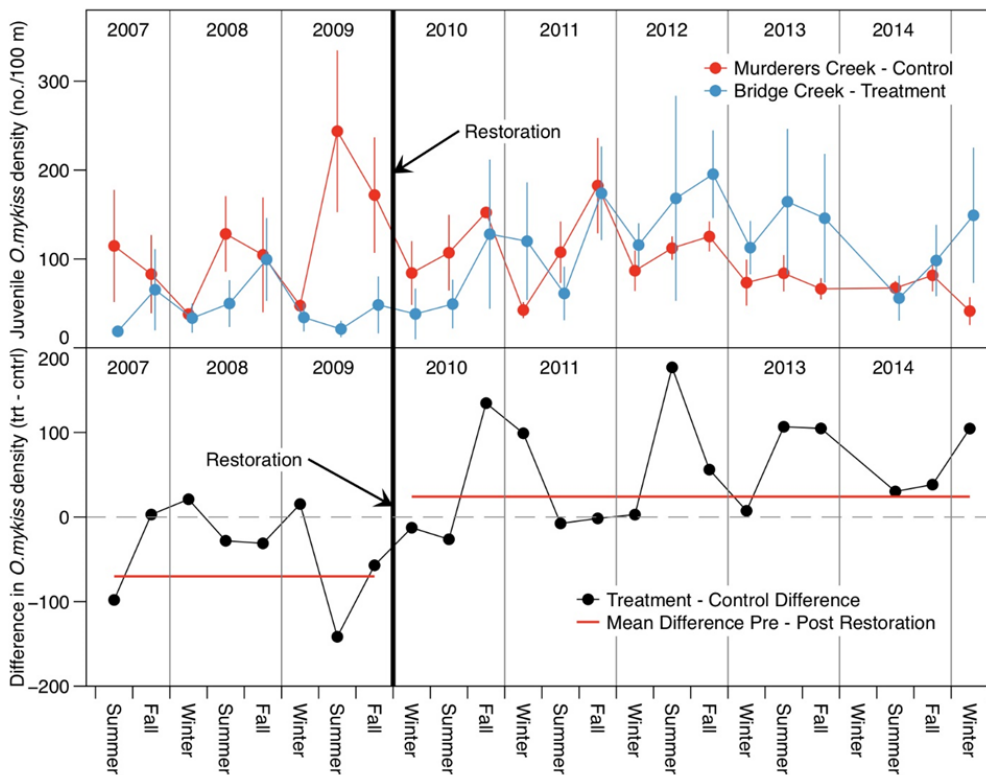 2007 2008 2009 2010 2011 2012 2013 2014
Murderers Creek - Control
Bridge Creek - Treatment
Restoration
Juvenile O.mykiss density (no./100 m)
300
200
100
0
2007 2008 2009 2010 2011 2013 2014
Restoration
Treatment - Control Difference
Mean Difference Pre - Post Restoration
Difference in O.mykiss density (trt - cntrl)
200
100
0
−100
−200
Summer
Fall
Winter
Summer
Fall
Winter
Summer
Fall
Winter
Summer
Fall
Winter
Summer
Fall
Winter
Summer
Fall
Winter
Summer
Fall
Winter
Summer
Fall
Winter